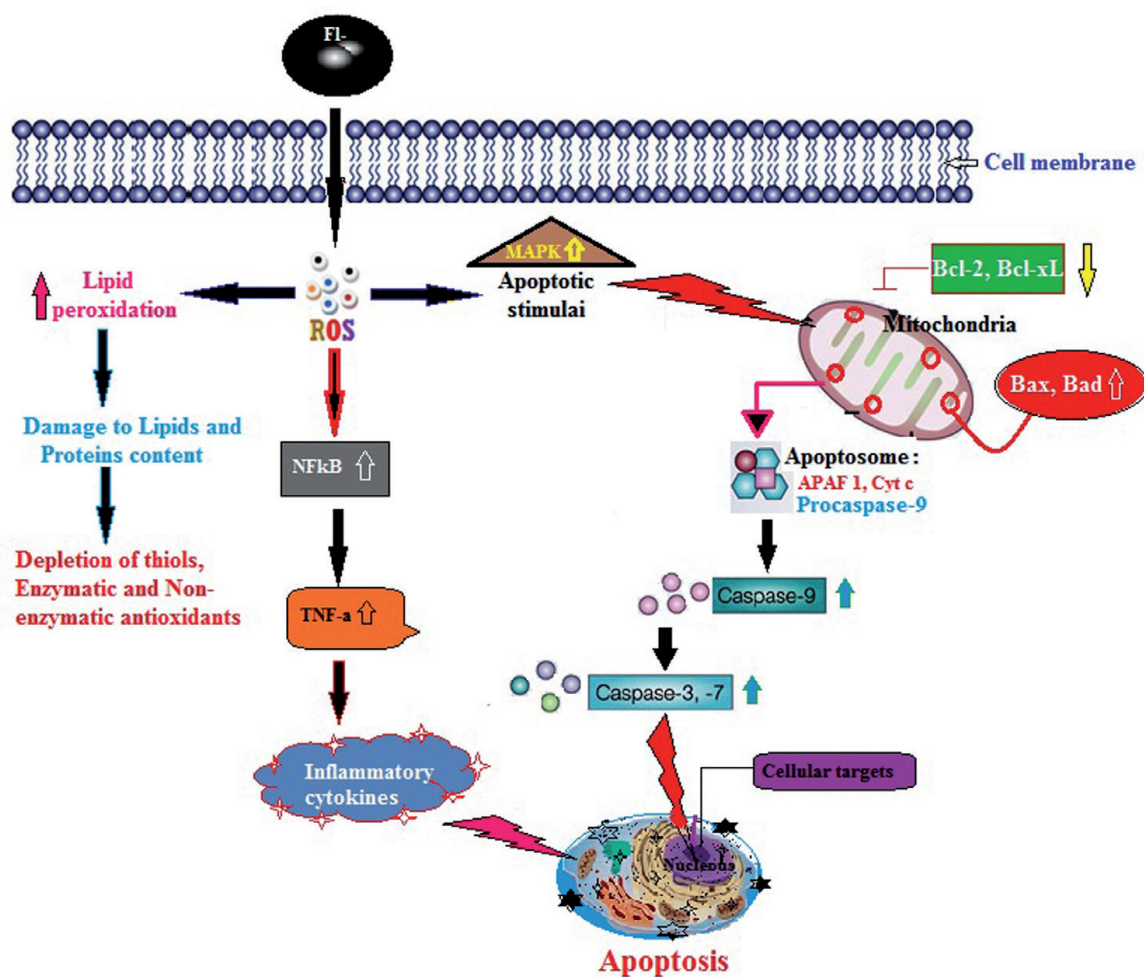 Fl-
Cell membrane
MAPK
Apoptotic
stimulai
Bcl-2, Bcl-xL
Lipid
peroxidation
ROS
Mitochondria
Bax, Bad
Damage to Lipids and
Proteins content
NFkB
Apoptosome :
APAF 1, Cyt c
Procaspase-9
Depletion of thiols,
Enzymatic and Non-
enzymatic antioxidants
TNF-a
Caspase-9
Caspase-3, -7
Inflammatory
cytokines
Cellular targets
Nucleous
Apoptosis